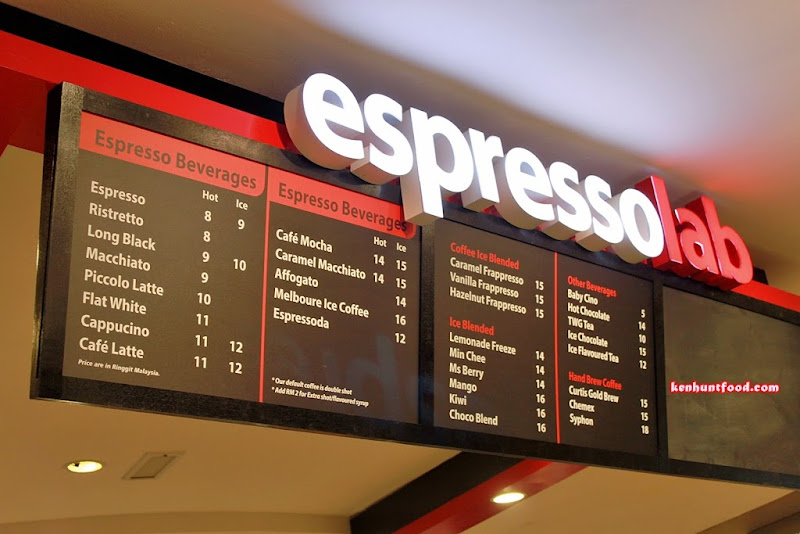 espressolab
Espresso Beverages
Hot Ice
Espresso 8 9
Ristretto 8
Long Black 9 10
Macchiato 9
Piccolo Latte 10
Flat White 11
Cappucino 11 12
Café Latte 11 12
Price are in Ringgit Malaysia.
Espresso Beverages
Hot Ice
Café Mocha 14 15
Caramel Macchiato 14 15
Affogato 14
Melboure Ice Coffee 16
Espressoda 12
* Our default coffee is double shot
* Add RM 2 for Extra shot/flavoured syrup
Coffee Ice Blended
Caramel Frappresso 15
Vanilla Frappresso 15
Hazelnut Frappresso 15
Ice Blended
Lemonade Freeze 14
Min Chee 14
Ms Berry 14
Mango 16
Kiwi 16
Choco Blend 16
Other Beverages
Baby Cino 5
Hot Chocolate 14
TWG Tea 10
Ice Chocolate 15
Ice Flavoured Tea 12
Hand Brew Coffee
Curtis Gold Brew 15
Chemex 15
Syphon 18
kenhuntfood.com